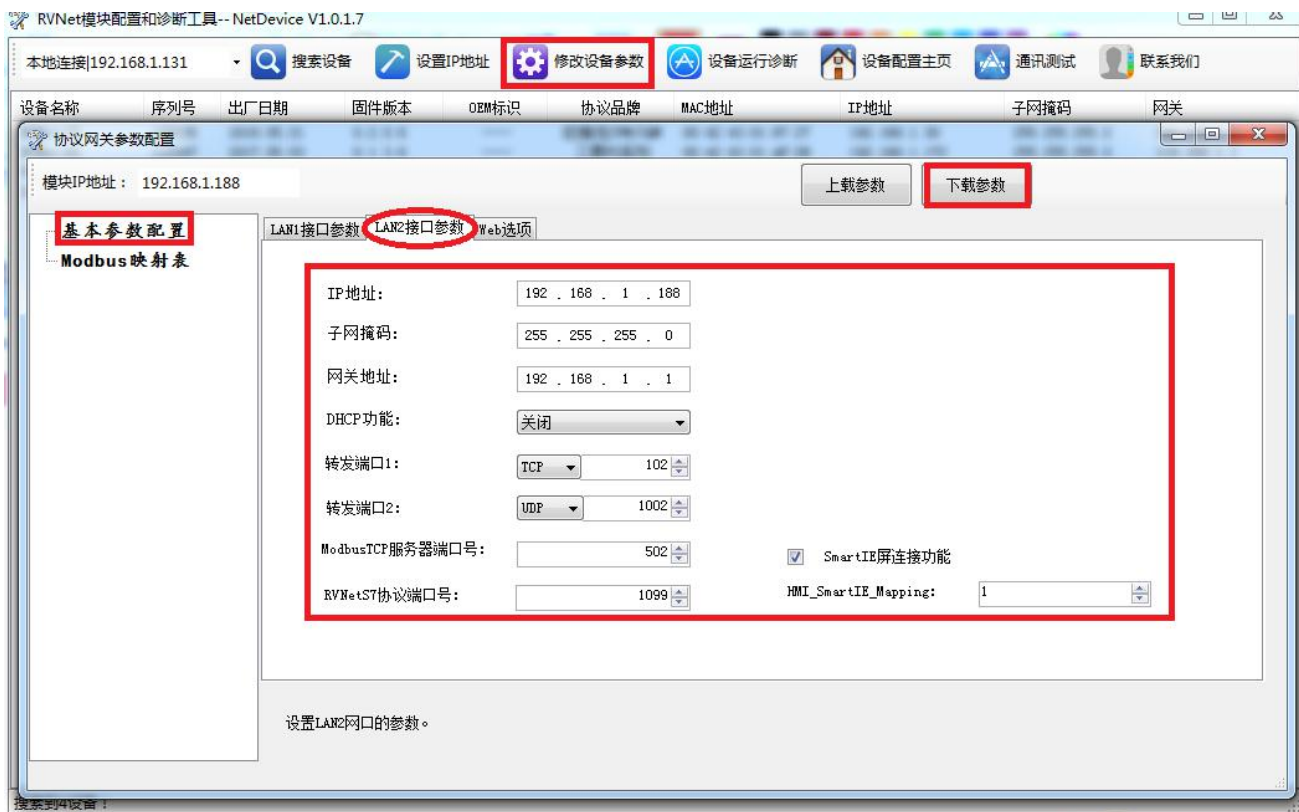 RVNet模块配置和诊断工具-- NetDevice V1.0.1.7
本地连接|192.168.1.131 搜索设备 设置IP地址 修改设备参数 设备运行诊断 设备配置主页 通讯测试 联系我们
设备名称 序列号 出厂日期 固件版本 OEM标识 协议品牌 MAC地址 IP地址 子网掩码 网关
协议网关参数配置
模块IP地址： 192.168.1.188 上载参数 下载参数
基本参数配置
Modbus映射表
LAN1接口参数 LAN2接口参数 Web选项
IP地址: 192 . 168 . 1 . 188
子网掩码: 255 . 255 . 255 . 0
网关地址: 192 . 168 . 1 . 1
DHCP功能: 关闭
转发端口1: TCP 102
转发端口2: UDP 1002
ModbusTCP服务器端口号: 502 SmartIE屏连接功能
RVNetS7协议端口号: 1099 HMI_SmartIE_Mapping: 1
设置LAN2网口的参数。
搜索到4设备！